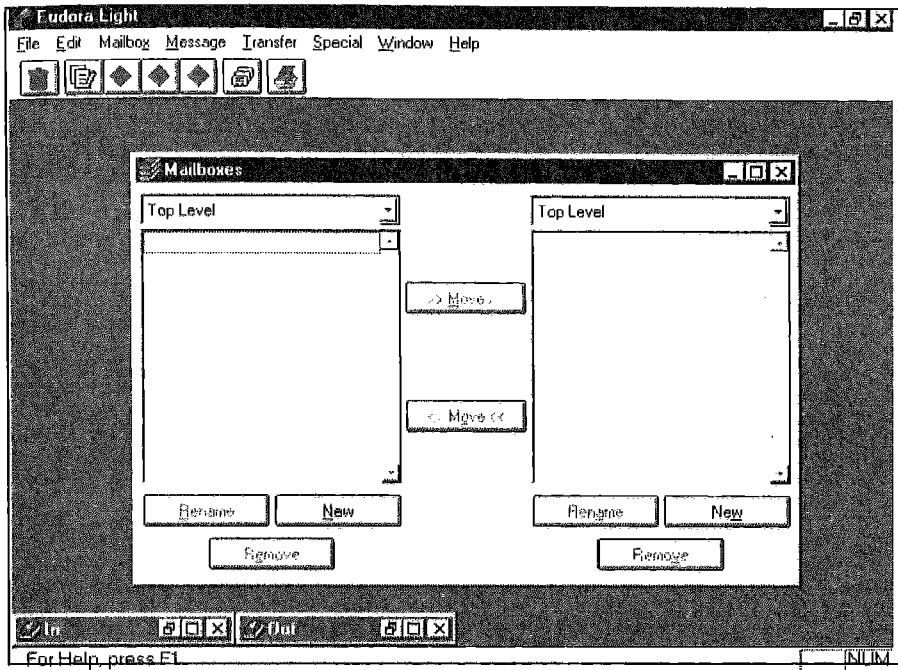 Eudora Light
File Edit Mailbox Message Transfer Special Window Help
Mailboxes
Top Level Top Level
>> Move >
< Move <<
Rename New Rename New
Remove Remove
In Out
For Help, press F1 NUM